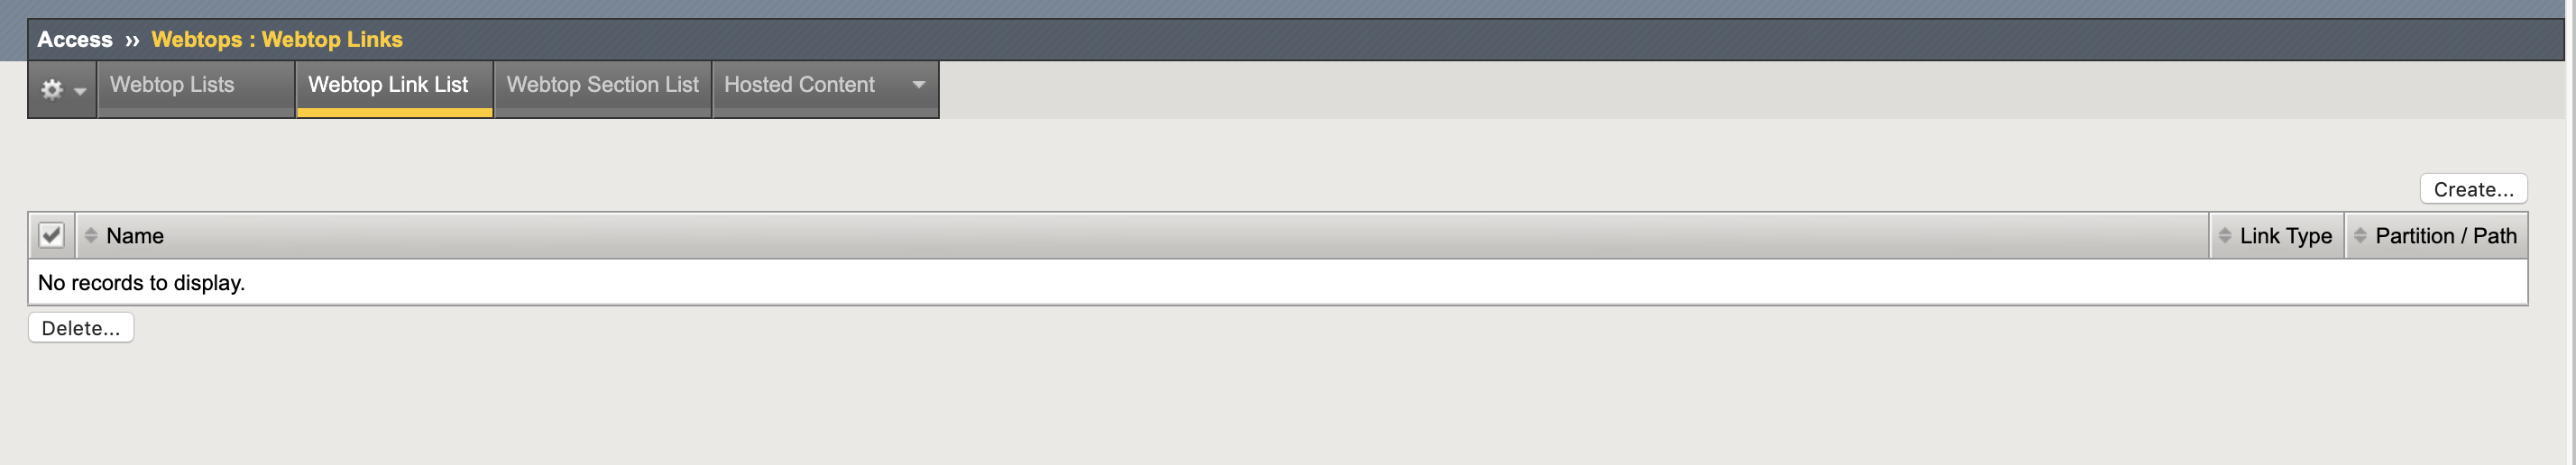 Access ›› Webtops : Webtop Links
Webtop Lists Webtop Link List Webtop Section List Hosted Content
Create...
Name Link Type Partition / Path
No records to display.
Delete...